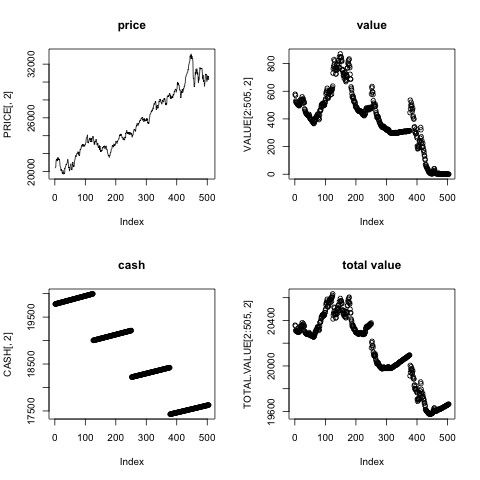 price
PRICE[, 2]
20000 26000 32000
0 100 200 300 400 500
Index
value
VALUE[2:505, 2]
0 200 400 600 800
0 100 200 300 400 500
Index
cash
CASH[, 2]
17500 18500 19500
0 100 200 300 400 500
Index
total value
TOTAL.VALUE[2:505, 2]
19600 20000 20400
0 100 200 300 400 500
Index